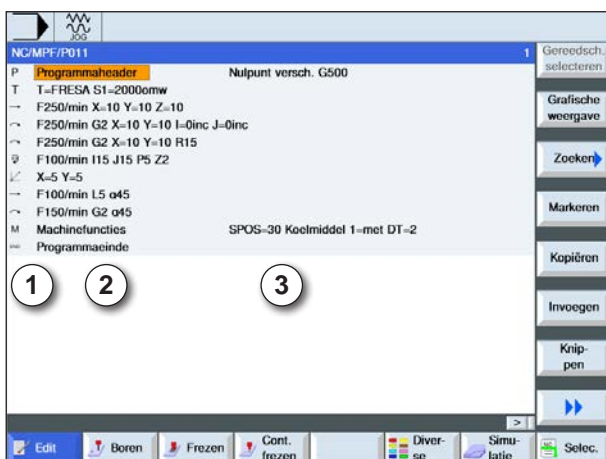 JOG
NC/MPF/P011 1
P Programmaheader Nulpunt versch. G500
T T=FRESA S1=2000omw
F250/min X=10 Y=10 Z=10
F250/min G2 X=10 Y=10 I=0inc J=0inc
F250/min G2 X=10 Y=10 R15
F100/min I15 J15 P5 Z2
X=5 Y=5
F100/min L5 α45
F150/min G2 α45
M Machinefuncties SPOS=30 Koelmiddel 1=met DT=2
END Programmaeinde
1 2 3
Gereedsch.
selecteren
Grafische
weergave
Zoeken
Markeren
Kopiëren
Invoegen
Knip-
pen
>
Edit
Boren
Frezen
Cont.
frezen
Diver-
se
Simu-
latie
NC
Selec.